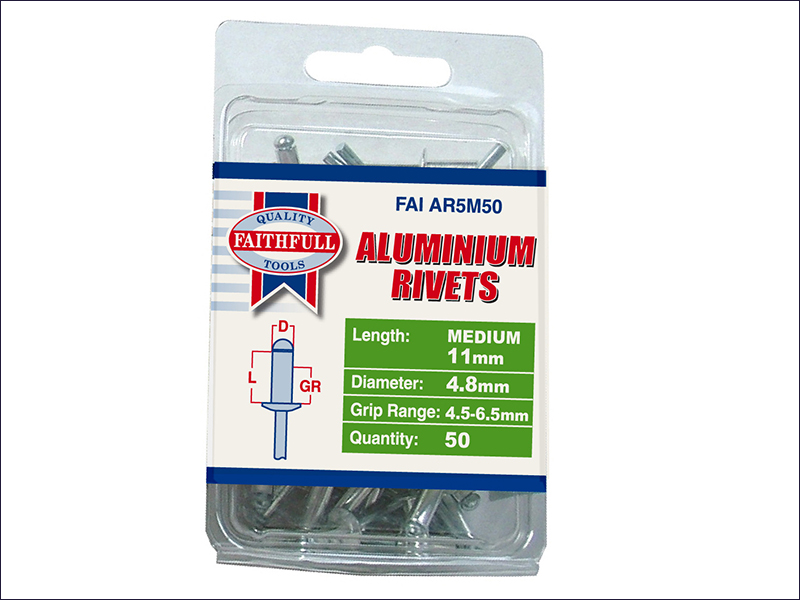 FAI AR5M50
QUALITY
FAITHFULL
TOOLS
ALUMINIUM
RIVETS
D
L
GR
Length: MEDIUM
11mm
Diameter: 4.8mm
Grip Range: 4.5-6.5mm
Quantity: 50